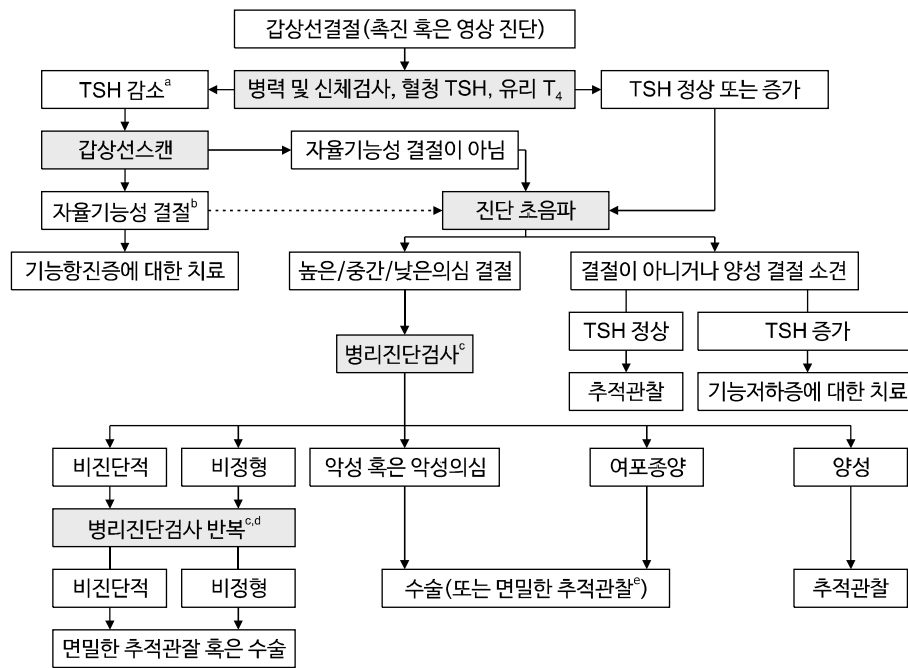 갑상선결절(촉진 혹은 영상 진단)
TSH 감소a
병력 및 신체검사, 혈청 TSH, 유리 T4
TSH 정상 또는 증가
갑상선스캔
자율기능성 결절이 아님
자율기능성 결절b
진단 초음파
기능항진증에 대한 치료
높은/중간/낮은의심 결절
결절이 아니거나 양성 결절 소견
TSH 정상
TSH 증가
병리진단검사c
추적관찰
기능저하증에 대한 치료
비진단적
비정형
악성 혹은 악성의심
여포종양
양성
병리진단검사 반복c,d
비진단적
비정형
수술(또는 면밀한 추적관찰e)
추적관찰
면밀한 추적관잘 혹은 수술